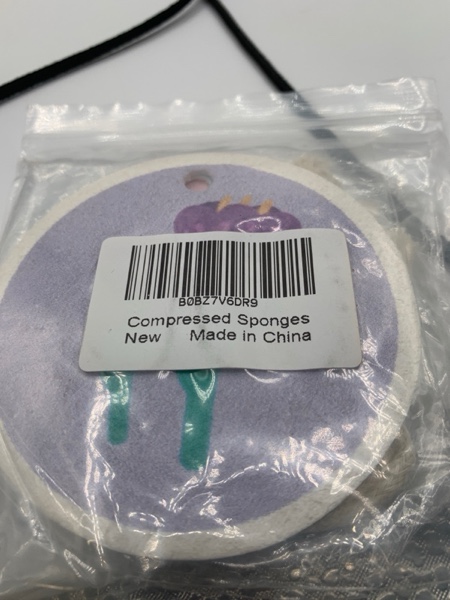 B0BZ7V6DR9
Compressed Sponges
New Made in China